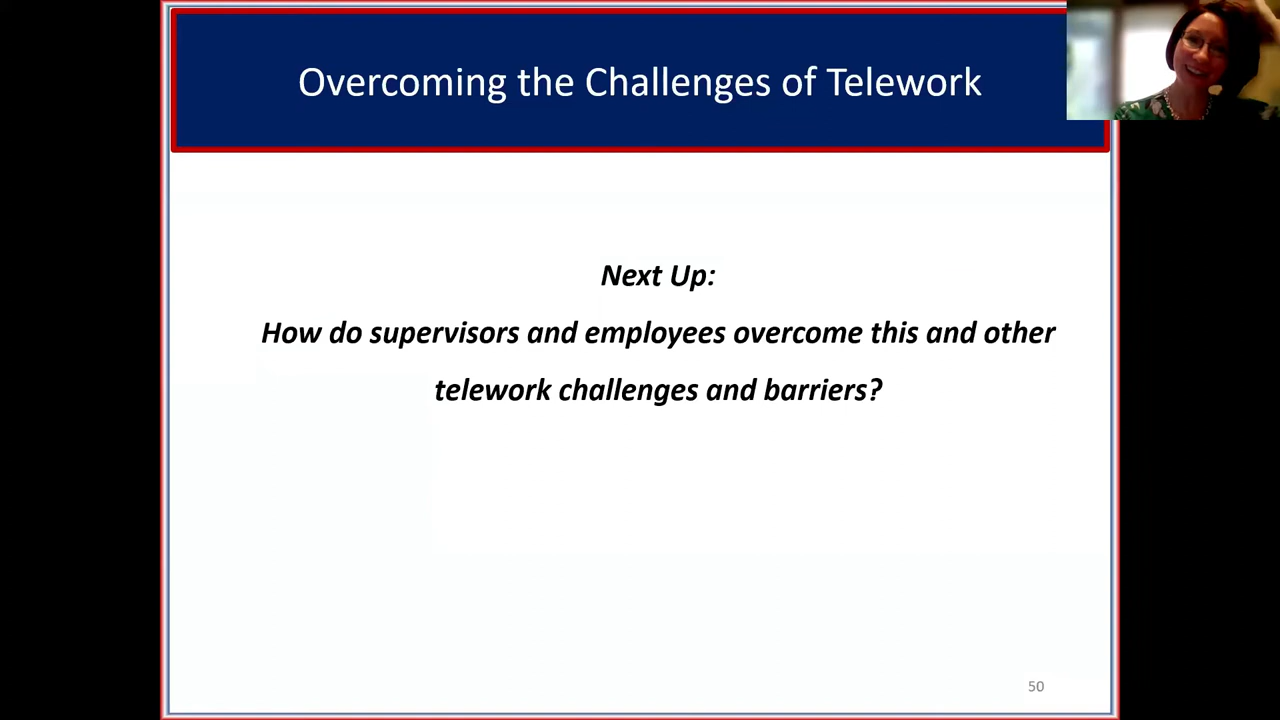 Overcoming the Challenges of Telework
Next Up:
How do supervisors and employees overcome this and other
telework challenges and barriers?
50